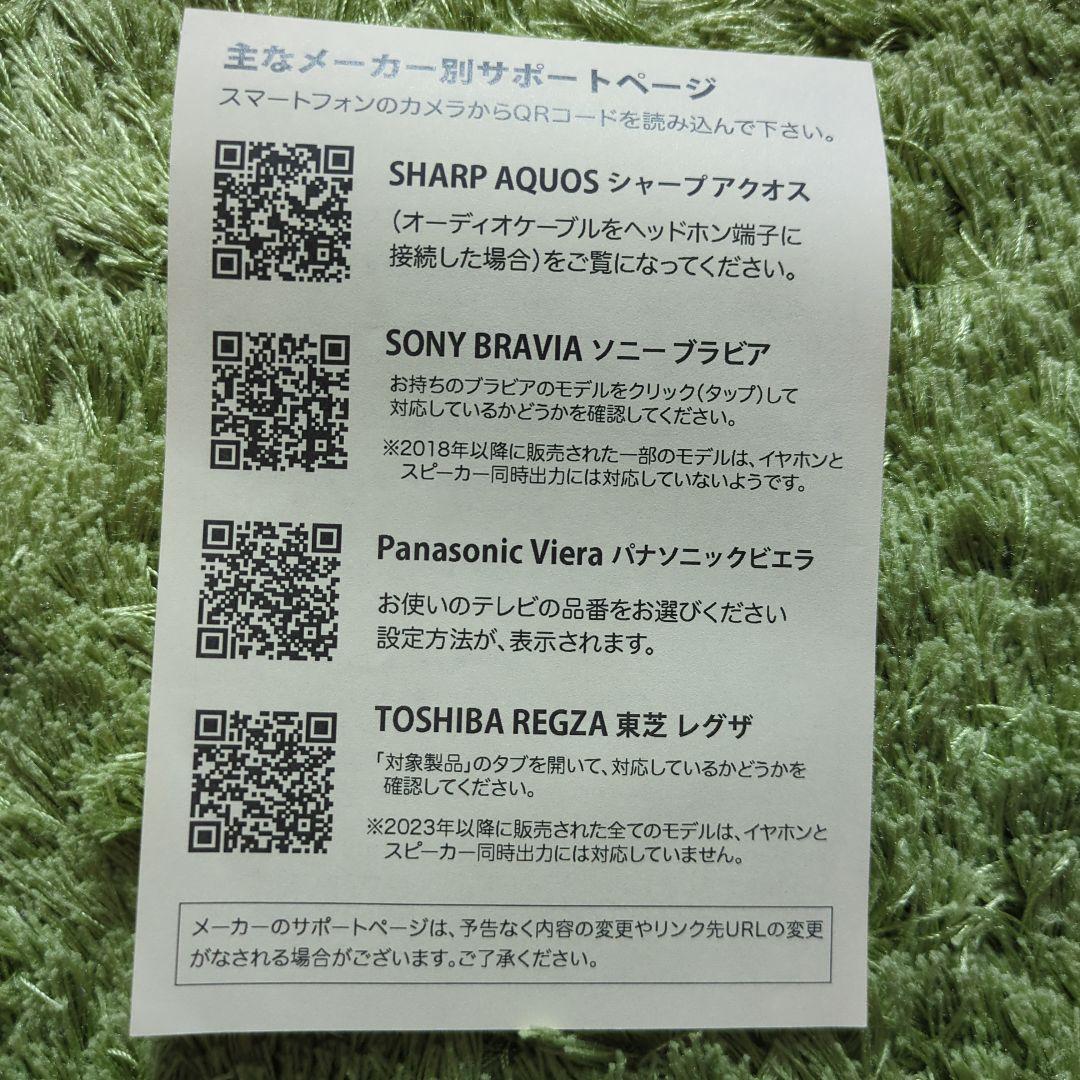 主なメーカー別サポートページ
スマートフォンのカメラからQRコードを読み込んで下さい。
SHARP AQUOS シャープアクオス
(オーディオケーブルをヘッドホン端子に
接続した場合)をご覧になってください。
SONY BRAVIA ソニーブラビア
お持ちのブラビアのモデルをクリック(タップ)して
対応しているかどうかを確認してください。
※2018年以降に販売された一部のモデルは、イヤホンと
スピーカー同時出力には対応していないようです。
Panasonic Viera パナソニックビエラ
お使いのテレビの品番をお選びください
設定方法が、表示されます。
TOSHIBA REGZA 東芝 レグザ
「対象製品」のタブを開いて、対応しているかどうかを
確認してください。
※2023年以降に販売された全てのモデルは、イヤホンと
スピーカー同時出力には対応していません。
メーカーのサポートページは、予告なく内容の変更やリンク先URLの変更
がなされる場合がございます。ご了承ください。